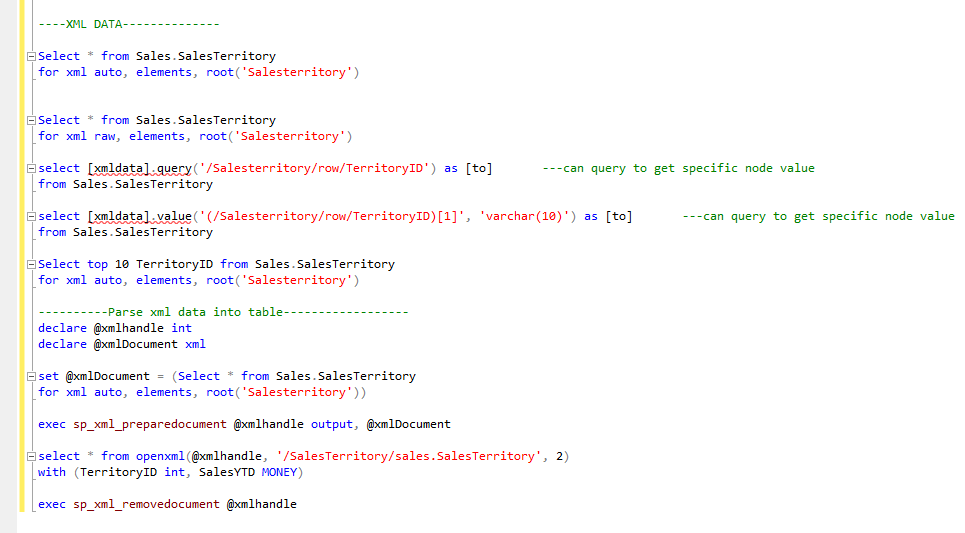 ----XML DATA--------------
Select * from Sales.SalesTerritory
for xml auto, elements, root('Salesterritory')
Select * from Sales.SalesTerritory
for xml raw, elements, root('Salesterritory')
select [xmldata].query('/Salesterritory/row/TerritoryID') as [to]       ---can query to get specific node value
from Sales.SalesTerritory
select [xmldata].value('(/Salesterritory/row/TerritoryID)[1]', 'varchar(10)') as [to]       ---can query to get specific node value
from Sales.SalesTerritory
Select top 10 TerritoryID from Sales.SalesTerritory
for xml auto, elements, root('Salesterritory')
----------Parse xml data into table------------------
declare @xmlhandle int
declare @xmlDocument xml
set @xmlDocument = (Select * from Sales.SalesTerritory
for xml auto, elements, root('Salesterritory'))
exec sp_xml_preparedocument @xmlhandle output, @xmlDocument
select * from openxml(@xmlhandle, '/SalesTerritory/sales.SalesTerritory', 2)
with (TerritoryID int, SalesYTD MONEY)
exec sp_xml_removedocument @xmlhandle